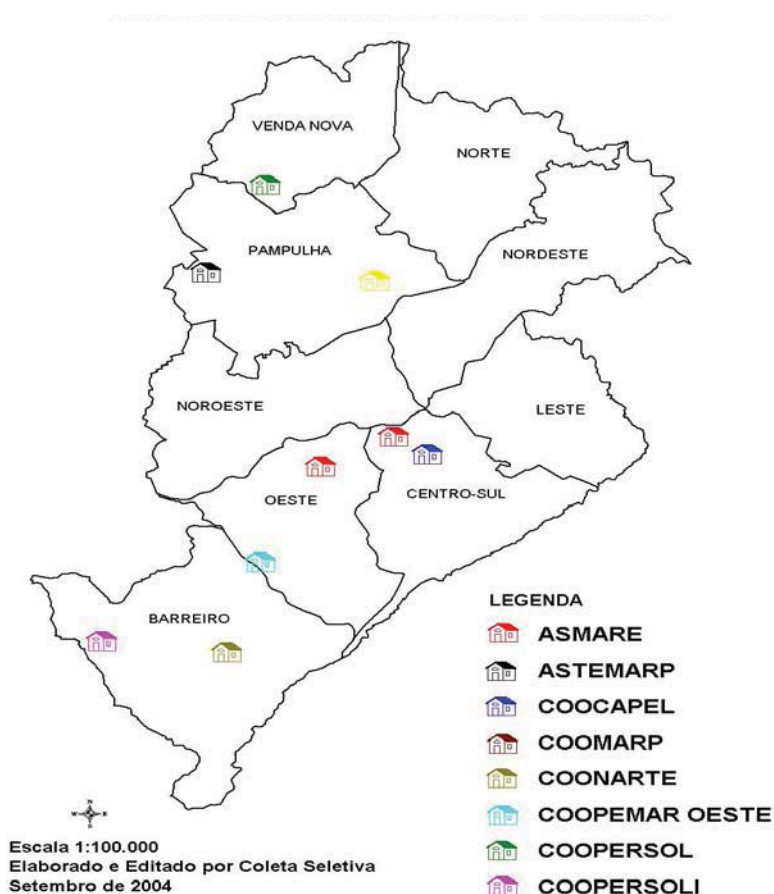 VENDA NOVA
NORTE
PAMPULHA
NORDESTE
NOROESTE
LESTE
OESTE
CENTRO-SUL
BARREIRO
LEGENDA
ASMARE
ASTEMARP
COOCAPEL
COOMARP
COONARTE
COOPEMAR OESTE
COOPERSOL
COOPERSOLI
N
W
E
S
Escala 1:100.000
Elaborado e Editado por Coleta Seletiva
Setembro de 2004